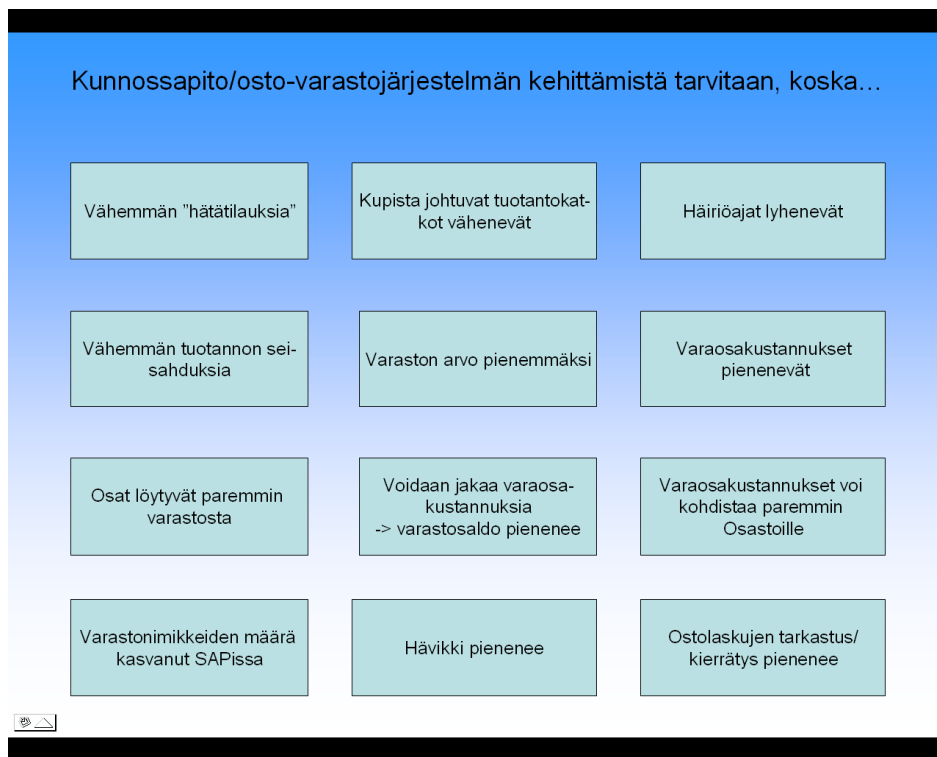 Kunnossapito/osto-varastojärjestelmän kehittämistä tarvitaan, koska…
Vähemmän ”hätätilauksia”
Kupista johtuvat tuotantokat-
kot vähenevät
Häiriöajat lyhenevät
Vähemmän tuotannon sei-
sahduksia
Varaston arvo pienemmäksi
Varaosakustannukset
pienenevät
Osat löytyvät paremmin
varastosta
Voidaan jakaa varaosa-
kustannuksia
-> varastosaldo pienenee
Varaosakustannukset voi
kohdistaa paremmin
Osastoille
Varastonimikkeiden määrä
kasvanut SAPissa
Hävikki pienenee
Ostolaskujen tarkastus/
kierrätys pienenee